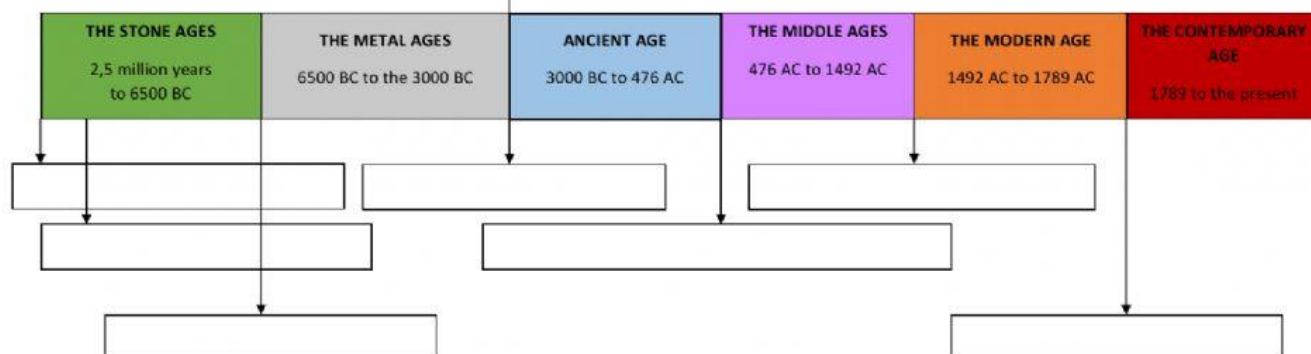 THE STONE AGES
2,5 million years
to 6500 BC
THE METAL AGES
6500 BC to the 3000 BC
ANCIENT AGE
3000 BC to 476 AC
THE MIDDLE AGES
476 AC to 1492 AC
THE MODERN AGE
1492 AC to 1789 AC
THE CONTEMPORARY
AGE
1789 to the present